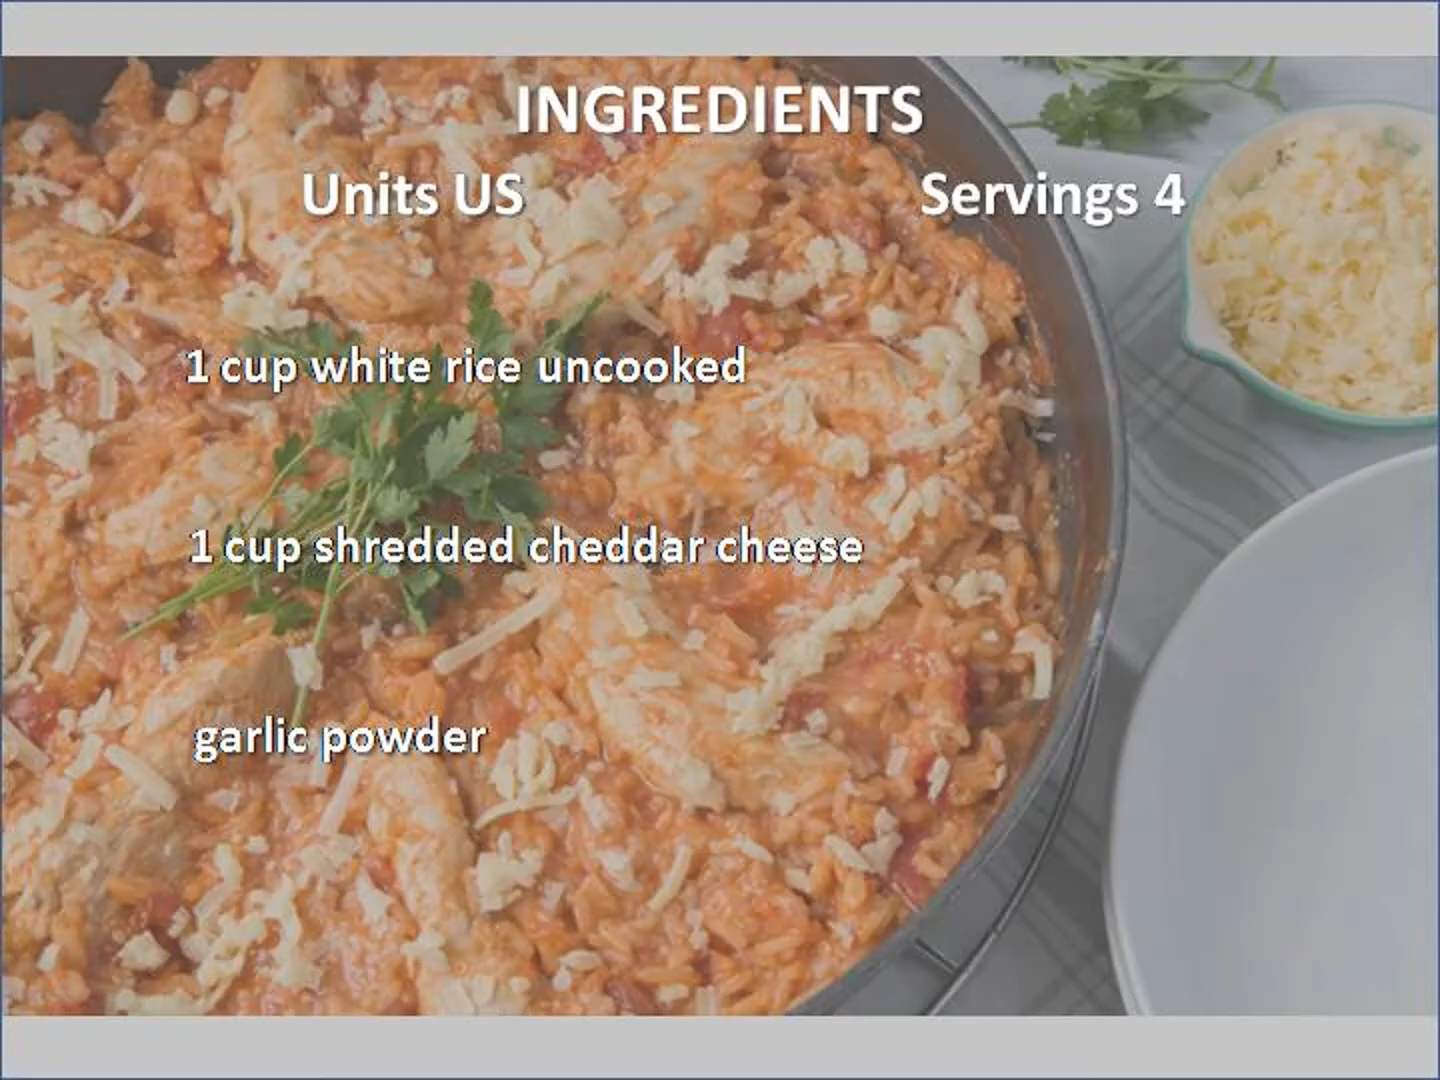 INGREDIENTS
Units US Servings 4
1 cup white rice uncooked
1 cup shredded cheddar cheese
garlic powder